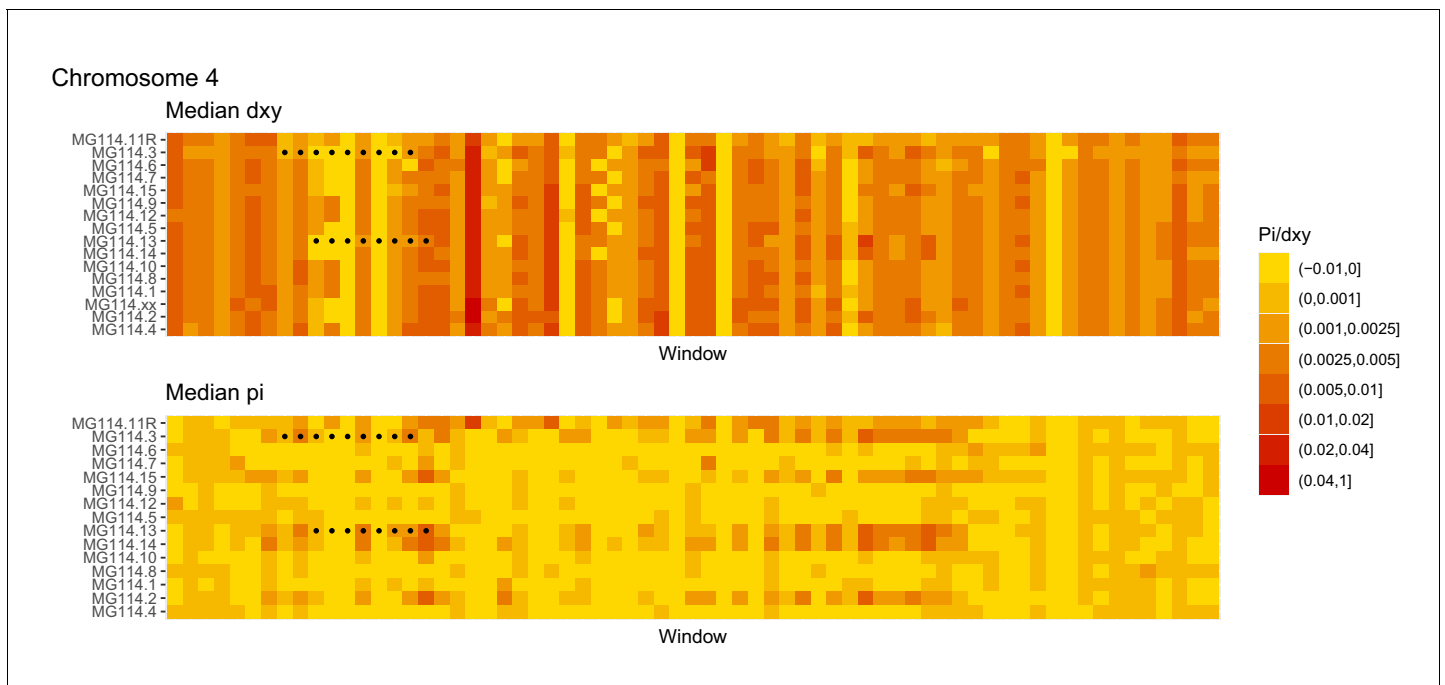 Chromosome 4
Median dxy
MG114.11R
MG114.3
MG114.6
MG114.7
MG114.15
MG114.9
MG114.12
MG114.5
MG114.13
MG114.14
MG114.10
MG114.8
MG114.1
MG114.xx
MG114.2
MG114.4
Window
Median pi
MG114.11R
MG114.3
MG114.6
MG114.7
MG114.15
MG114.9
MG114.12
MG114.5
MG114.13
MG114.14
MG114.10
MG114.8
MG114.1
MG114.2
MG114.4
Window
Pi/dxy
(−0.01,0]
(0,0.001]
(0.001,0.0025]
(0.0025,0.005]
(0.005,0.01]
(0.01,0.02]
(0.02,0.04]
(0.04,1]